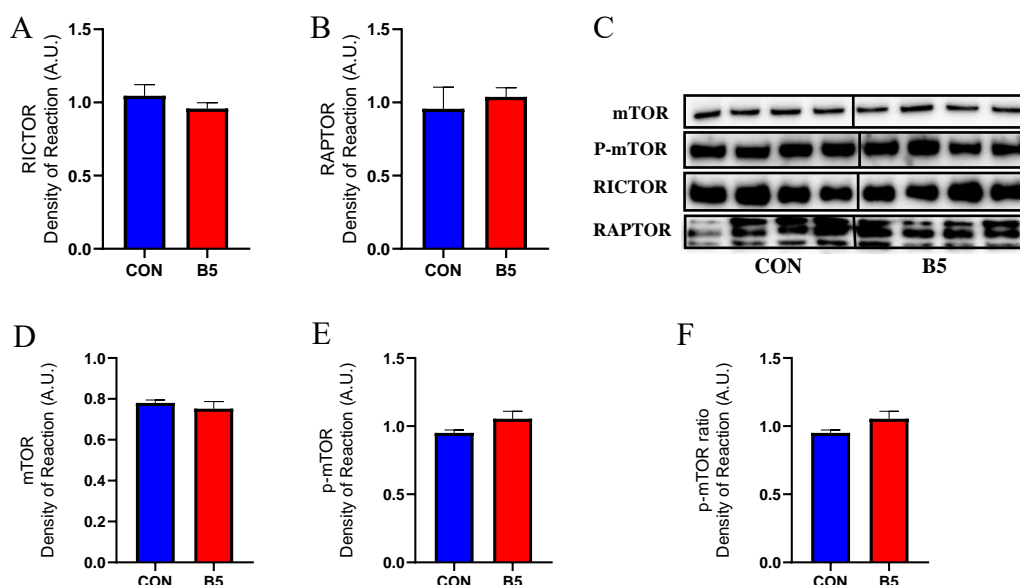 A
RICTOR
Density of Reaction (A.U.)
1.5
1.0
0.5
0.0
CON B5
B
RAPTOR
Density of Reaction (A.U.)
1.5
1.0
0.5
0.0
CON B5
C
mTOR
P-mTOR
RICTOR
RAPTOR
CON B5
D
mTOR
Density of Reaction (A.U.)
1.0
0.8
0.6
0.4
0.2
0.0
CON B5
E
p-mTOR
Density of Reaction (A.U.)
1.5
1.0
0.5
0.0
CON B5
F
p-mTOR ratio
Density of Reaction (A.U.)
1.5
1.0
0.5
0.0
CON B5